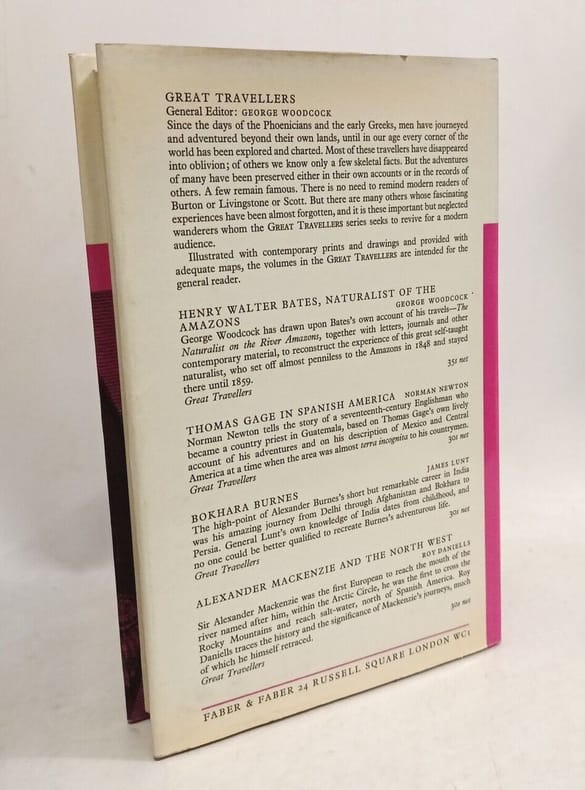 GREAT TRAVELLERS
General Editor: GEORGE WOODCOCK
Since the days of the Phoenicians and the early Greeks, men have journeyed
and adventured beyond their own lands, until in our age every corner of the
world has been explored and charted. Most of these travellers have disappeared
into oblivion; of others we know only a few skeletal facts. But the adventures
of many have been preserved either in their own accounts or in the records of
others. A few remain famous. There is no need to remind modern readers of
Burton or Livingstone or Scott. But there are many others whose fascinating
experiences have been almost forgotten, and it is these important but neglected
wanderers whom the GREAT TRAVELLERS series seeks to revive for a modern
audience.
Illustrated with contemporary prints and drawings and provided with
adequate maps, the volumes in the GREAT TRAVELLERS are intended for the
general reader.
HENRY WALTER BATES, NATURALIST OF THE
AMAZONS
GEORGE WOODCOCK
George Woodcock has drawn upon Bates's own account of his travels—The
Naturalist on the River Amazons, together with letters, journals and other
contemporary material, to reconstruct the experience of this great self-taught
naturalist, who set off almost penniless to the Amazons in 1848 and stayed
there until 1859.
35s net
Great Travellers
THOMAS GAGE IN SPANISH AMERICA NORMAN NEWTON
Norman Newton tells the story of a seventeenth-century Englishman who
became a country priest in Guatemala, based on Thomas Gage's own lively
account of his adventures and on his description of Mexico and Central
America at a time when the area was almost terra incognita to his countrymen.
Great Travellers
30s net
BOKHARA BURNES
JAMES LUNT
The high-point of Alexander Burnes's short but remarkable career in India
was his amazing journey from Delhi through Afghanistan and Bokhara to
Persia. General Lunt's own knowledge of India dates from childhood, and
no one could be better qualified to recreate Burnes's adventurous life.
Great Travellers
30s net
ALEXANDER MACKENZIE AND THE NORTH WEST
ROY DANIELLS
Sir Alexander Mackenzie was the first European to reach the mouth of the
river named after him, within the Arctic Circle, he was the first to cross the
Rocky Mountains and reach salt-water, north of Spanish America. Roy
Daniells traces the history and the significance of Mackenzie's journeys, much
of which he himself retraced.
Great Travellers
30s net
FABER & FABER 24 RUSSELL SQUARE LONDON WC1